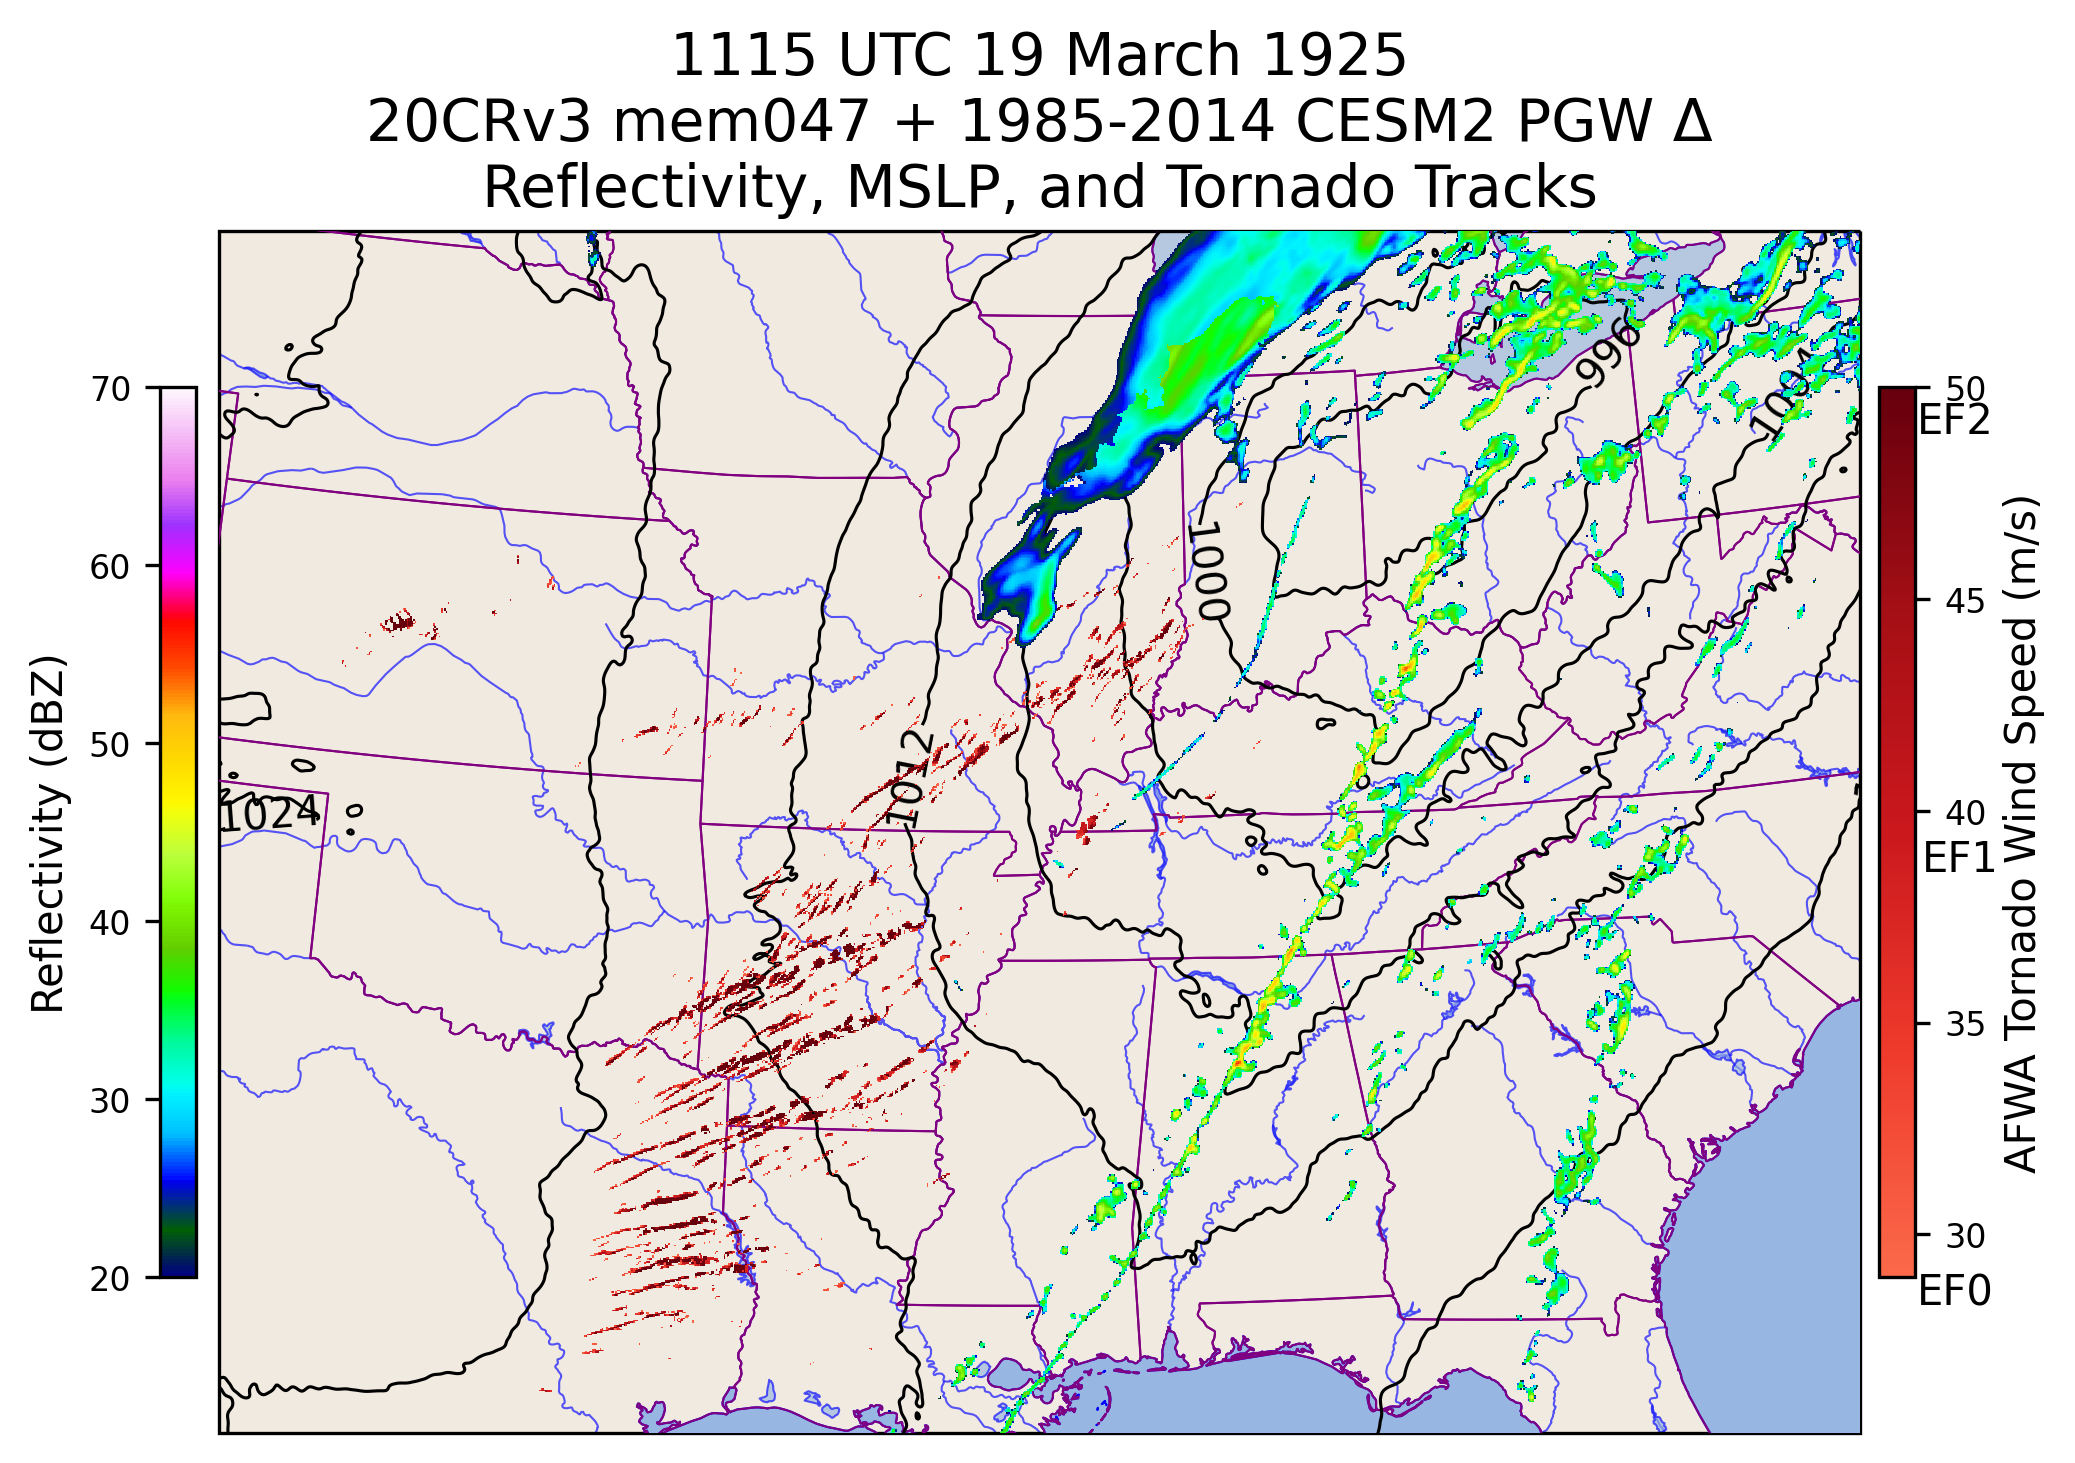 1115 UTC 19 March 1925
20CRv3 mem047 + 1985-2014 CESM2 PGW Δ
Reflectivity, MSLP, and Tornado Tracks
70
60
50
40
30
20
Reflectivity (dBZ)
996
1004
1000
1012
1024
50
EF2
45
40
EF1
35
30
EF0
AFWA Tornado Wind Speed (m/s)